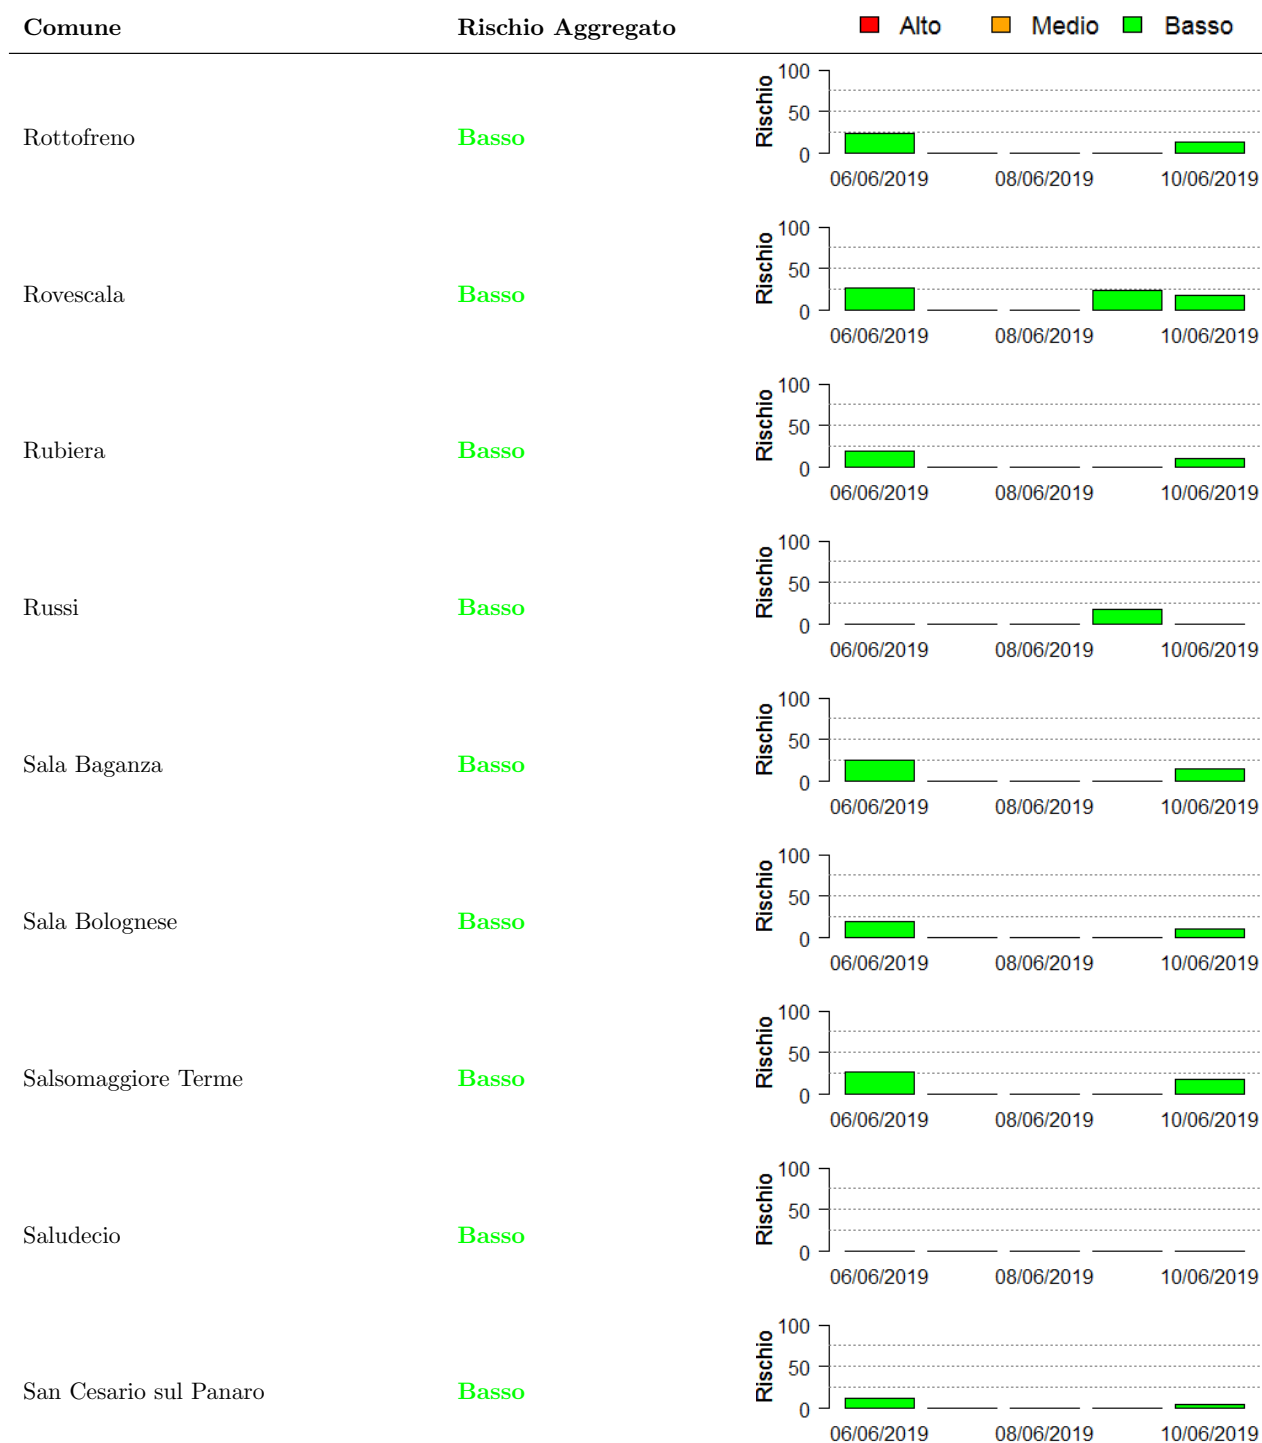 Comune Rischio Aggregato Alto Medio Basso
Rottofreno Basso
Rischio
100
50
0
06/06/2019 08/06/2019 10/06/2019
Rovescala Basso
Rischio
100
50
0
06/06/2019 08/06/2019 10/06/2019
Rubiera Basso
Rischio
100
50
0
06/06/2019 08/06/2019 10/06/2019
Russi Basso
Rischio
100
50
0
06/06/2019 08/06/2019 10/06/2019
Sala Baganza Basso
Rischio
100
50
0
06/06/2019 08/06/2019 10/06/2019
Sala Bolognese Basso
Rischio
100
50
0
06/06/2019 08/06/2019 10/06/2019
Salsomaggiore Terme Basso
Rischio
100
50
0
06/06/2019 08/06/2019 10/06/2019
Saludecio Basso
Rischio
100
50
0
06/06/2019 08/06/2019 10/06/2019
San Cesario sul Panaro Basso
Rischio
100
50
0
06/06/2019 08/06/2019 10/06/2019